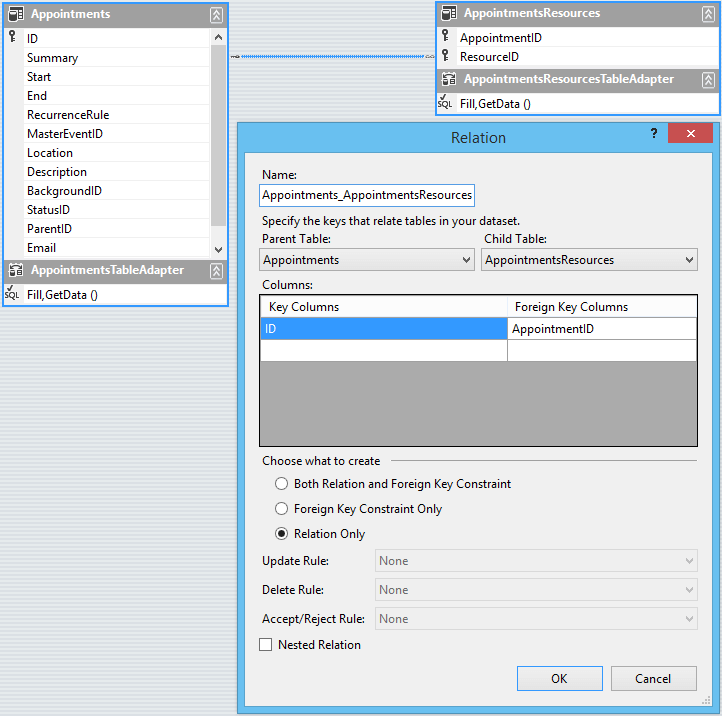 Appointments
ID
Summary
Start
End
RecurrenceRule
MasterEventID
Location
Description
BackgroundID
StatusID
ParentID
Email
AppointmentsTableAdapter
SQL Fill,GetData ()
AppointmentsResources
AppointmentID
ResourceID
AppointmentsResourcesTableAdapter
SQL Fill,GetData ()
Relation
?
Name:
Appointments_AppointmentsResources
Specify the keys that relate tables in your dataset.
Parent Table: Child Table:
Appointments AppointmentsResources
Columns:
Key Columns Foreign Key Columns
ID AppointmentID
Choose what to create
Both Relation and Foreign Key Constraint
Foreign Key Constraint Only
Relation Only
Update Rule: None
Delete Rule: None
Accept/Reject Rule: None
Nested Relation
OK Cancel